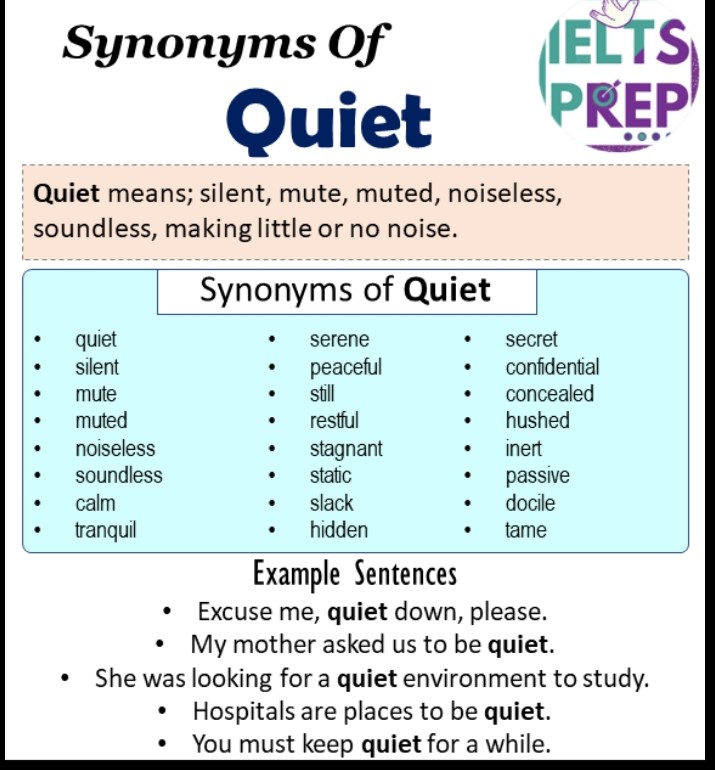 Synonyms Of
Quiet
IELTS
PREP
Quiet means; silent, mute, muted, noiseless,
soundless, making little or no noise.
Synonyms of Quiet
• quiet
• silent
• mute
• muted
• noiseless
• soundless
• calm
• tranquil
• serene
• peaceful
• still
• restful
• stagnant
• static
• slack
• hidden
• secret
• confidential
• concealed
• hushed
• inert
• passive
• docile
• tame
Example Sentences
• Excuse me, quiet down, please.
• My mother asked us to be quiet.
• She was looking for a quiet environment to study.
• Hospitals are places to be quiet.
• You must keep quiet for a while.